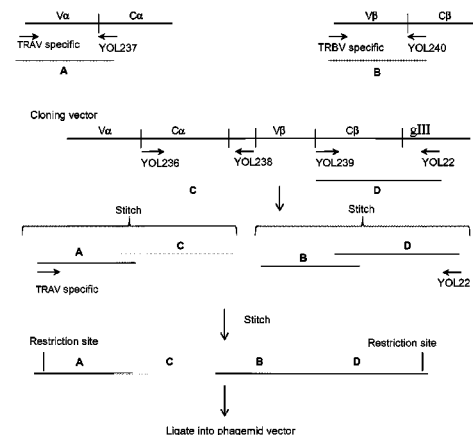 Vα Cα
Vβ Cβ
TRAV specific YOL237
TRBV specific YOL240
A
B
Cloning vector
Vα Cα Vβ Cβ gIII
YOL236 YOL238 YOL239 YOL22
C D
Stitch Stitch
A C
B D
TRAV specific
YOL22
Stitch
Restriction site Restriction site
A C B D
Ligate into phagemid vector